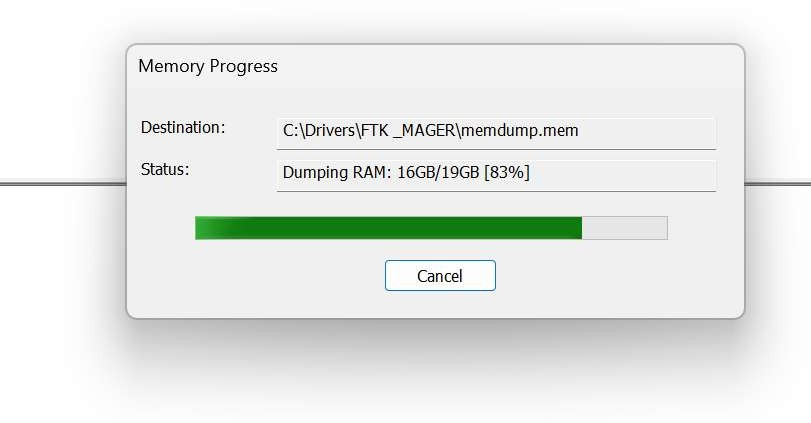 Memory Progress
Destination: C:\Drivers\FTK _MAGER\memdump.mem
Status: Dumping RAM: 16GB/19GB [83%]
Cancel